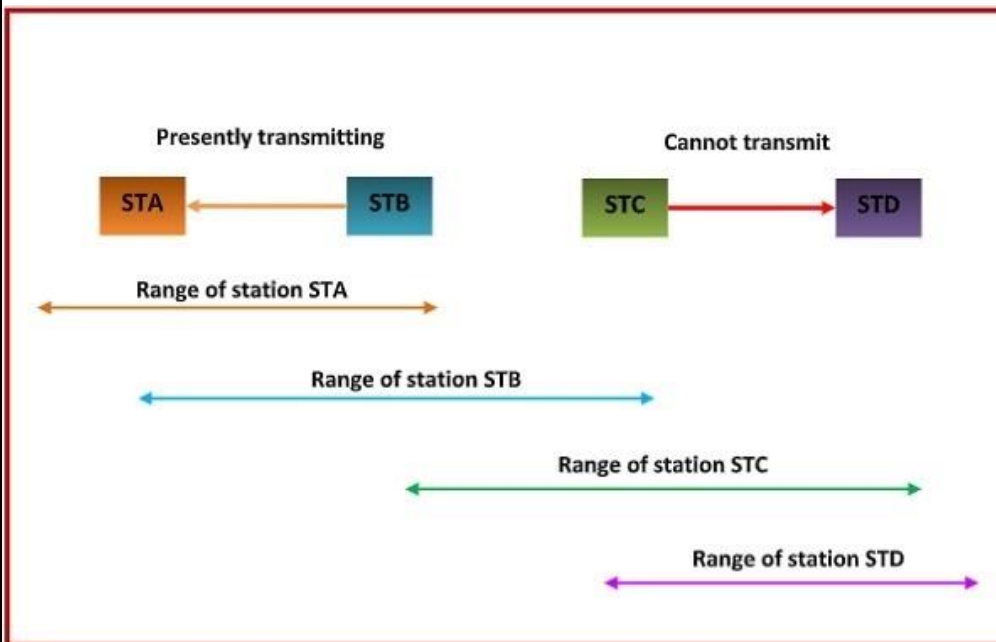 Presently transmitting
Cannot transmit
STA
STB
STC
STD
Range of station STA
Range of station STB
Range of station STC
Range of station STD